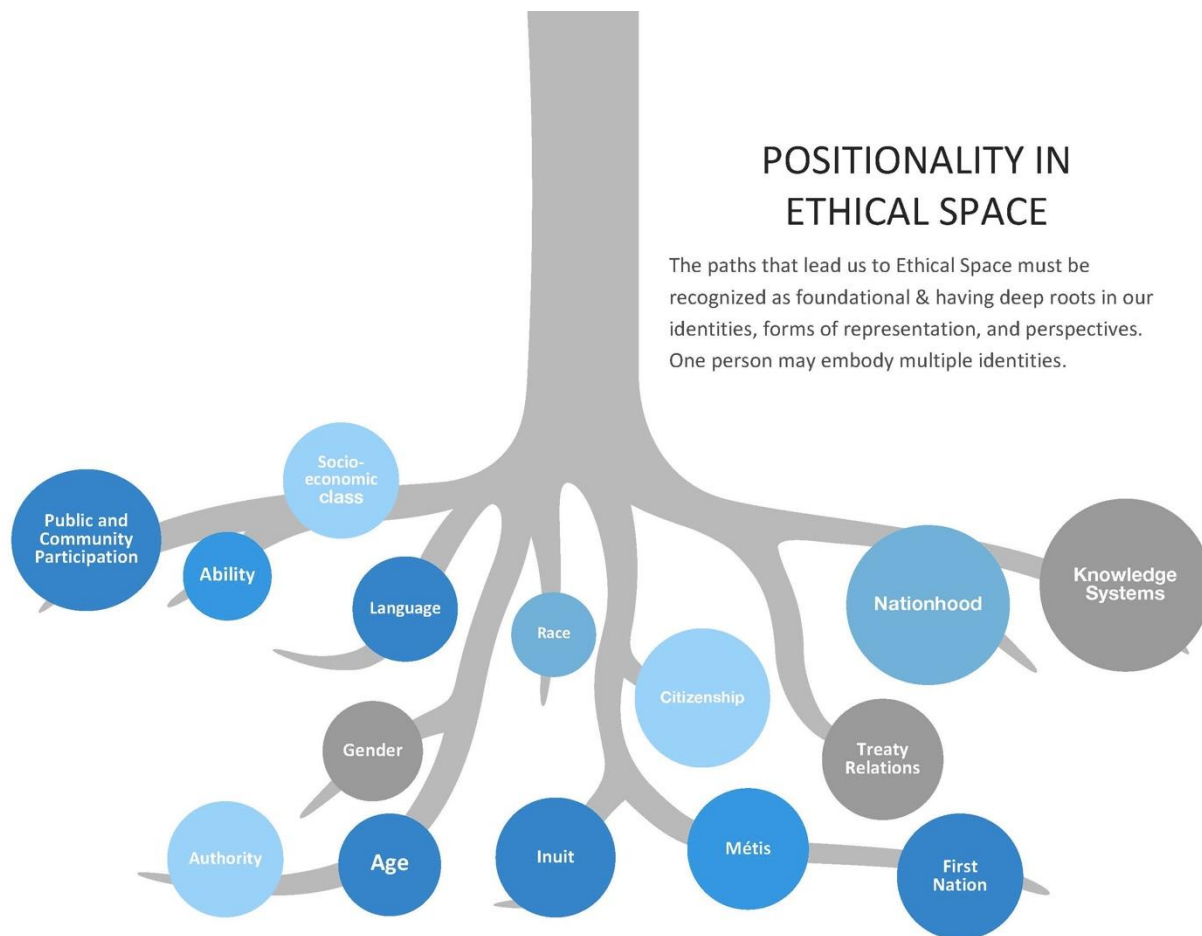 POSITIONALITY IN
ETHICAL SPACE
The paths that lead us to Ethical Space must be
recognized as foundational & having deep roots in our
identities, forms of representation, and perspectives.
One person may embody multiple identities.
Socio-
economic
class
Public and
Community
Participation
Ability
Language
Race
Nationhood
Knowledge
Systems
Citizenship
Gender
Treaty
Relations
Authority
Age
Inuit
Métis
First
Nation